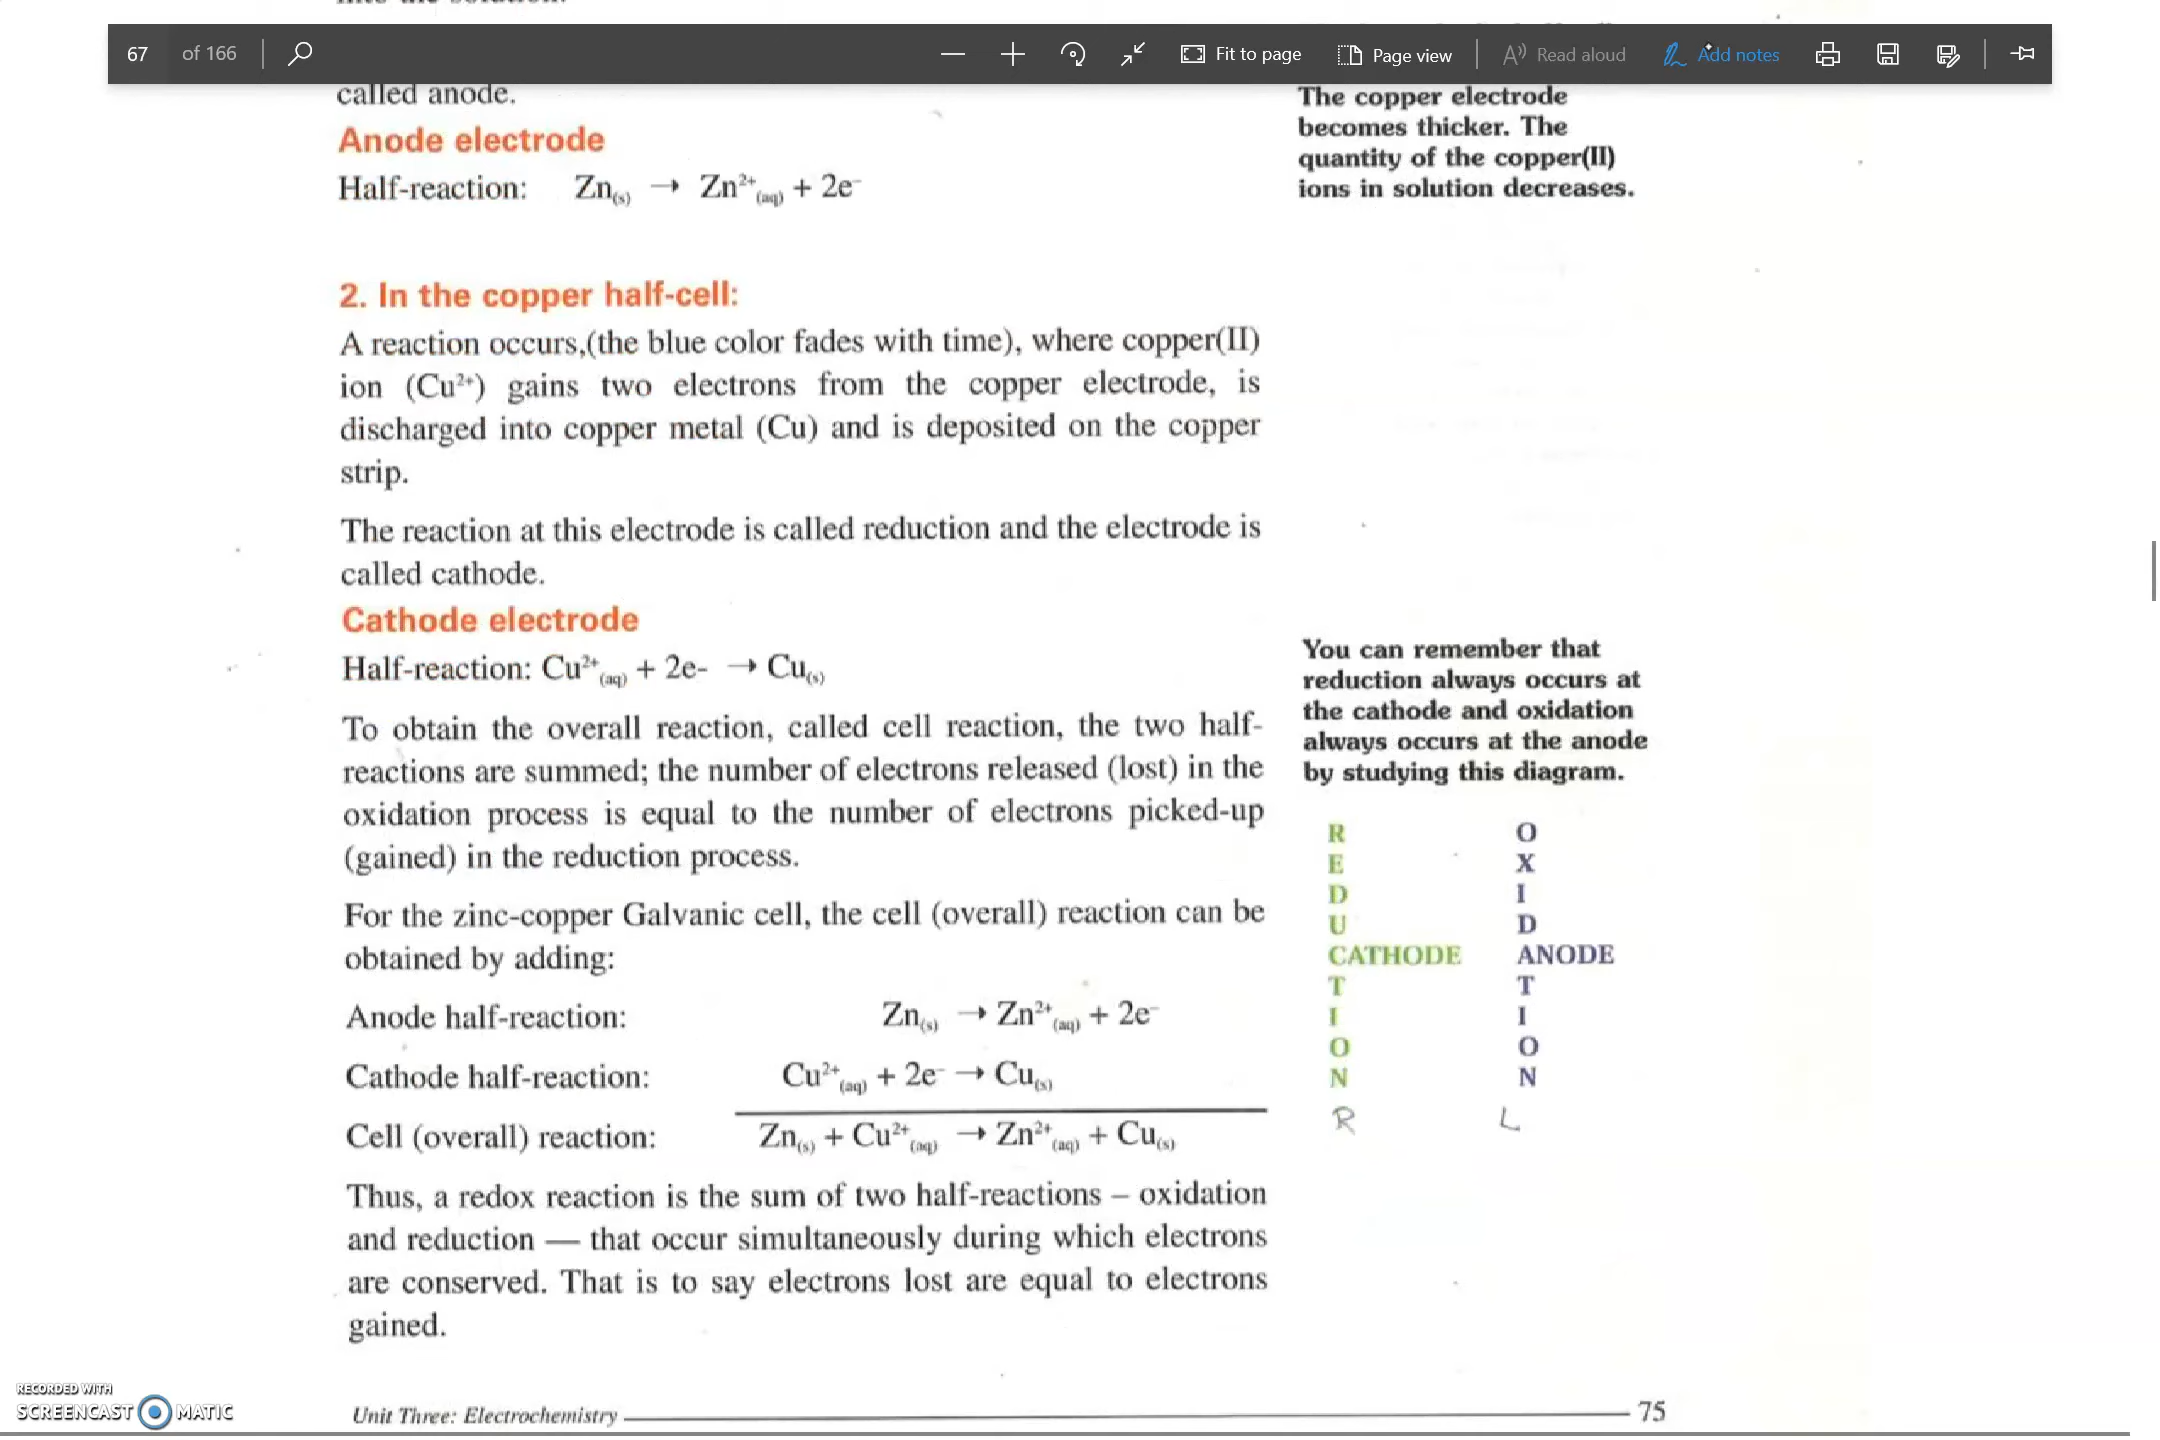 67 of 166 Fit to page Page view Read aloud Add notes
called anode.
Anode electrode
Half-reaction: Zn(s) → Zn²⁺(aq) + 2e⁻
The copper electrode
becomes thicker. The
quantity of the copper(II)
ions in solution decreases.
2. In the copper half-cell:
A reaction occurs,(the blue color fades with time), where copper(II)
ion (Cu²⁺) gains two electrons from the copper electrode, is
discharged into copper metal (Cu) and is deposited on the copper
strip.
The reaction at this electrode is called reduction and the electrode is
called cathode.
Cathode electrode
Half-reaction: Cu²⁺(aq) + 2e- → Cu(s)
To obtain the overall reaction, called cell reaction, the two half-
reactions are summed; the number of electrons released (lost) in the
oxidation process is equal to the number of electrons picked-up
(gained) in the reduction process.
For the zinc-copper Galvanic cell, the cell (overall) reaction can be
obtained by adding:
Anode half-reaction: Zn(s) → Zn²⁺(aq) + 2e⁻
Cathode half-reaction: Cu²⁺(aq) + 2e⁻ → Cu(s)
Cell (overall) reaction: Zn(s) + Cu²⁺(aq) → Zn²⁺(aq) + Cu(s)
Thus, a redox reaction is the sum of two half-reactions – oxidation
and reduction — that occur simultaneously during which electrons
are conserved. That is to say electrons lost are equal to electrons
gained.
You can remember that
reduction always occurs at
the cathode and oxidation
always occurs at the anode
by studying this diagram.
R O
E X
D I
U D
CATHODE ANODE
T T
I I
O O
N N
R L
RECORDED WITH
SCREENCAST MATIC
Unit Three: Electrochemistry 75